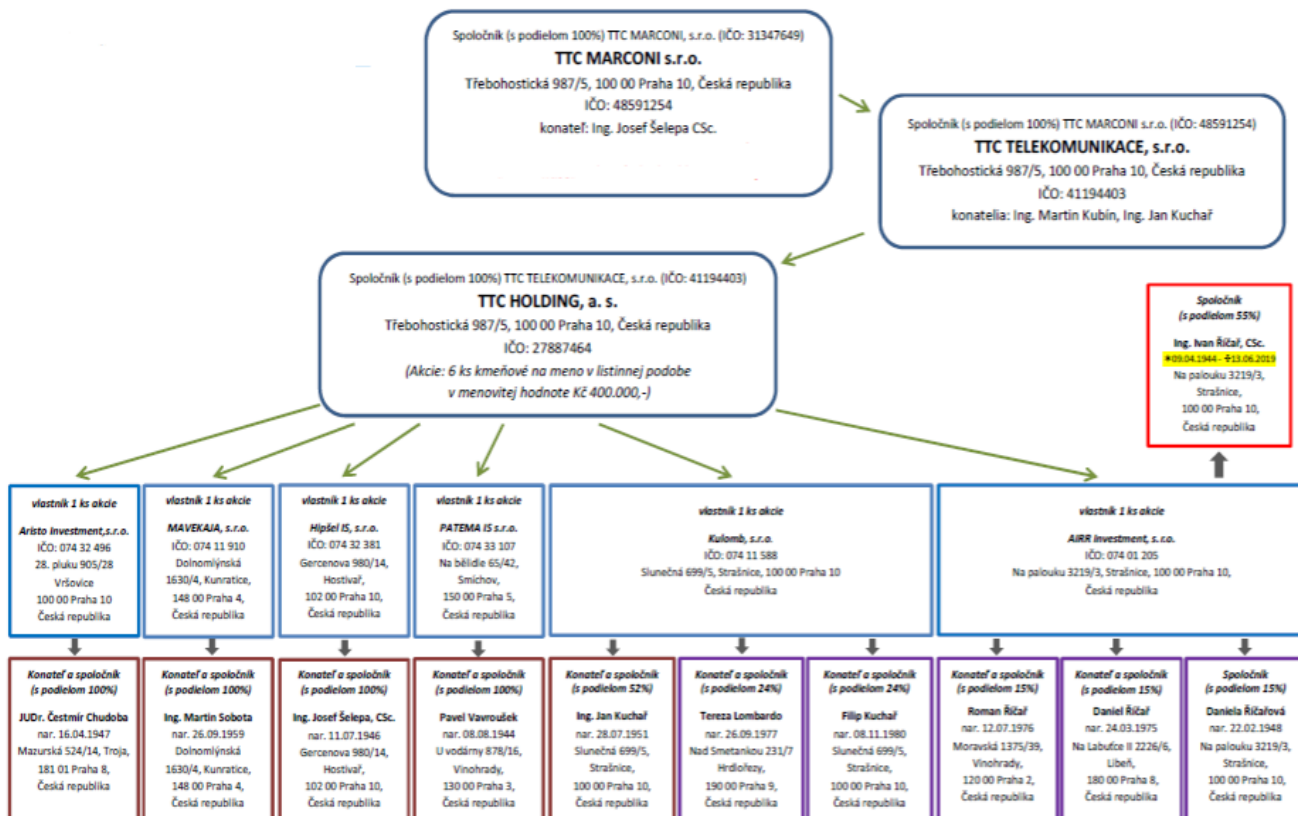 Spoločník (s podielom 100%) TTC MARCONI, s.r.o. (IČO: 31347649)
TTC MARCONI s.r.o.
Třebohostická 987/5, 100 00 Praha 10, Česká republika
IČO: 48591254
konateľ: Ing. Josef Šelepa CSc.
Spoločník (s podielom 100%) TTC MARCONI s.r.o. (IČO: 48591254)
TTC TELEKOMUNIKACE, s.r.o.
Třebohostická 987/5, 100 00 Praha 10, Česká republika
IČO: 41194403
konatelia: Ing. Martin Kubín, Ing. Jan Kuchař
Spoločník (s podielom 100%) TTC TELEKOMUNIKACE, s.r.o. (IČO: 41194403)
TTC HOLDING, a. s.
Třebohostická 987/5, 100 00 Praha 10, Česká republika
IČO: 27887464
(Akcie: 6 ks kmeňové na meno v listinnej podobe
v menovitej hodnote Kč 400.000,-)
Spoločník
(s podielom 55%)
Ing. Ivan Říčař, CSc.
*09.04.1944- ✝13.06.2019
Na palouku 3219/3,
Strašnice,
100 00 Praha 10,
Česká republika
vlastník 1 ks akcie
Aristo Investment,s.r.o.
IČO: 074 32 496
28. pluku 905/28
Vršovice
100 00 Praha 10
Česká republika
vlastník 1 ks akcie
MAVEKAJA, s.r.o.
IČO: 074 11 910
Dolnomlýnská
1630/4, Kunratice,
148 00 Praha 4,
Česká republika
vlastník 1 ks akcie
Hipšel IS, s.r.o.
IČO: 074 32 381
Gercenova 980/14,
Hostivař,
102 00 Praha 10,
Česká republika
vlastník 1 ks akcie
PATEMA IS s.r.o.
IČO: 074 33 107
Na bělidle 65/42,
Smíchov,
150 00 Praha 5,
Česká republika
vlastník 1 ks akcie
Kulomb, s.r.o.
IČO: 074 11 588
Slunečná 699/5, Strašnice, 100 00 Praha 10
Česká republika
vlastník 1 ks akcie
AIRR Investment, s.r.o.
IČO: 074 01 205
Na palouku 3219/3, Strašnice, 100 00 Praha 10,
Česká republika
Konateľ a spoločník
(s podielom 100%)
JUDr. Čestmír Chudoba
nar. 16.04.1947
Mazurská 524/14, Troja,
181 01 Praha 8,
Česká republika
Konateľ a spoločník
(s podielom 100%)
Ing. Martin Sobota
nar. 26.09.1959
Dolnomlýnská
1630/4, Kunratice,
148 00 Praha 4,
Česká republika
Konateľ a spoločník
(s podielom 100%)
Ing. Josef Šelepa, CSc.
nar. 11.07.1946
Gercenova 980/14,
Hostivař,
102 00 Praha 10,
Česká republika
Konateľ a spoločník
(s podielom 100%)
Pavel Vavroušek
nar. 08.08.1944
U vodárny 878/16,
Vinohrady,
130 00 Praha 3,
Česká republika
Konateľ a spoločník
(s podielom 52%)
Ing. Jan Kuchař
nar. 28.07.1951
Slunečná 699/5,
Strašnice,
100 00 Praha 10,
Česká republika
Konateľ a spoločník
(s podielom 24%)
Tereza Lombardo
nar. 26.09.1977
Nad Smetankou 231/7
Hrdlořezy,
190 00 Praha 9,
Česká republika
Konateľ a spoločník
(s podielom 24%)
Filip Kuchař
nar. 08.11.1980
Slunečná 699/5,
Strašnice,
100 00 Praha 10,
Česká republika
Konateľ a spoločník
(s podielom 15%)
Roman Říčař
nar. 12.07.1976
Moravská 1375/39,
Vinohrady,
120 00 Praha 2,
Česká republika
Konateľ a spoločník
(s podielom 15%)
Daniel Říčař
nar. 24.03.1975
Na Labuťce II 2226/6,
Libeň,
180 00 Praha 8,
Česká republika
Spoločník
(s podielom 15%)
Daniela Říčařová
nar. 22.02.1948
Na palouku 3219/3,
Strašnice,
100 00 Praha 10,
Česká republika